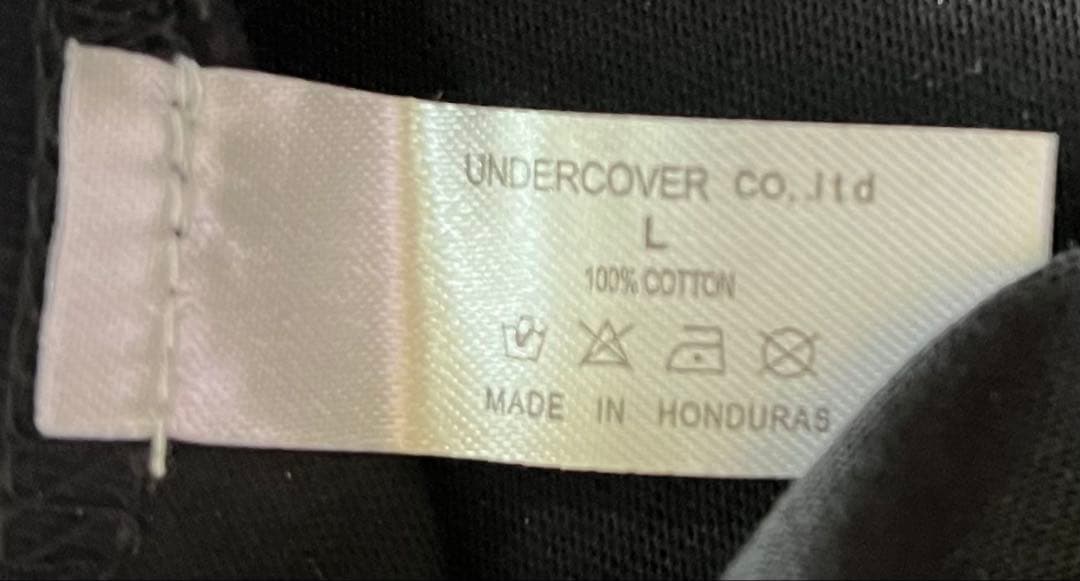 UNDERCOVER co,.ltd
L
100% COTTON
MADE IN HONDURAS